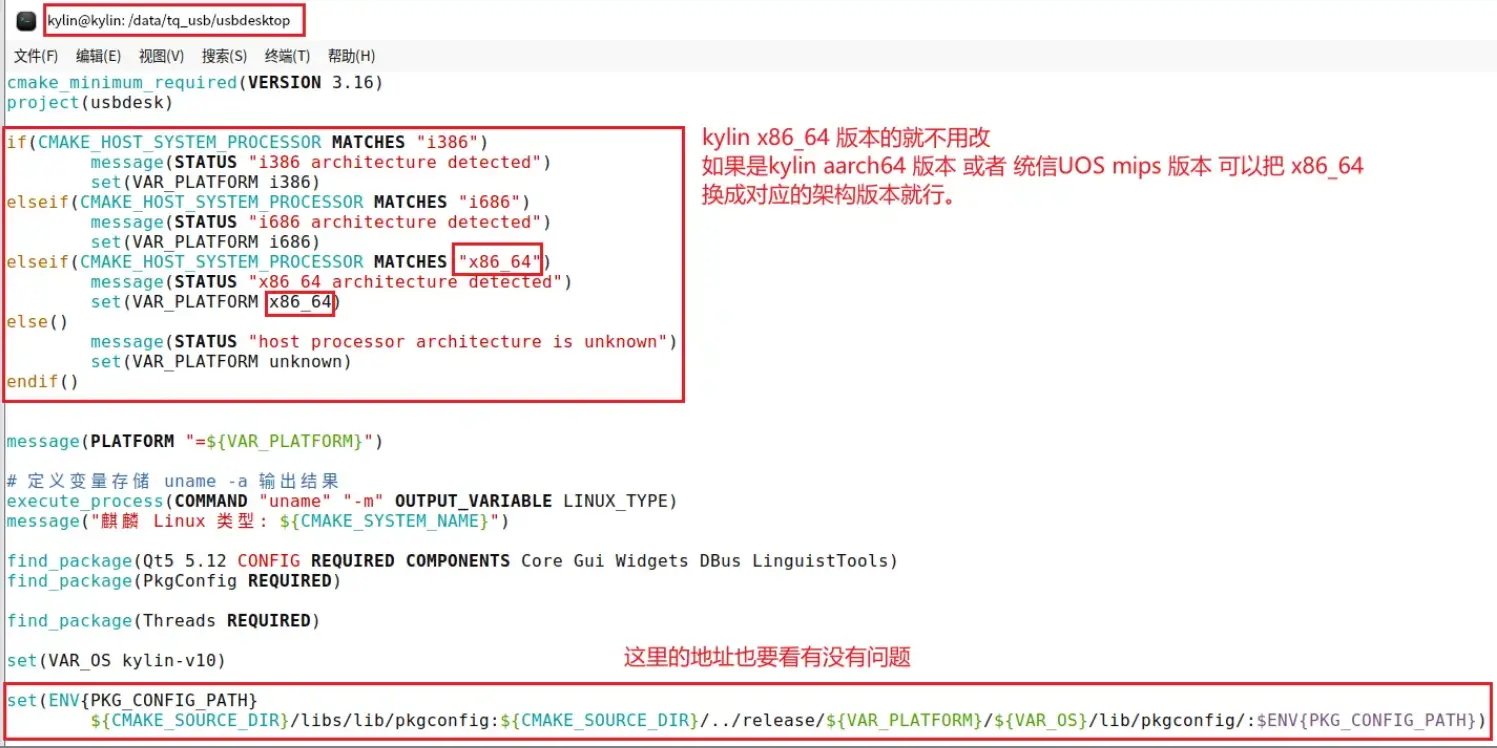 kylin@kylin: /data/tq_usb/usbdesktop
文件(F) 编辑(E) 视图(V) 搜索(S) 终端(T) 帮助(H)
cmake_minimum_required(VERSION 3.16)
project(usbdesk)
if(CMAKE_HOST_SYSTEM_PROCESSOR MATCHES "i386")
message(STATUS "i386 architecture detected")
set(VAR_PLATFORM i386)
elseif(CMAKE_HOST_SYSTEM_PROCESSOR MATCHES "i686")
message(STATUS "i686 architecture detected")
set(VAR_PLATFORM i686)
elseif(CMAKE_HOST_SYSTEM_PROCESSOR MATCHES "x86_64")
message(STATUS "x86_64 architecture detected")
set(VAR_PLATFORM x86_64)
else()
message(STATUS "host processor architecture is unknown")
set(VAR_PLATFORM unknown)
endif()
kylin x86_64 版本的就不用改
如果是kylin aarch64 版本 或者 统信UOS mips 版本 可以把 x86_64
换成对应的架构版本就行。
message(PLATFORM "=${VAR_PLATFORM}")
# 定义变量存储 uname -a 输出结果
execute_process(COMMAND "uname" "-m" OUTPUT_VARIABLE LINUX_TYPE)
message("麒麟 Linux 类型: ${CMAKE_SYSTEM_NAME}")
find_package(Qt5 5.12 CONFIG REQUIRED COMPONENTS Core Gui Widgets DBus LinguistTools)
find_package(PkgConfig REQUIRED)
find_package(Threads REQUIRED)
set(VAR_OS kylin-v10)
这里的地址也要看有没有问题
set(ENV{PKG_CONFIG_PATH}
${CMAKE_SOURCE_DIR}/libs/lib/pkgconfig:${CMAKE_SOURCE_DIR}/../release/${VAR_PLATFORM}/${VAR_OS}/lib/pkgconfig/:$ENV{PKG_CONFIG_PATH})